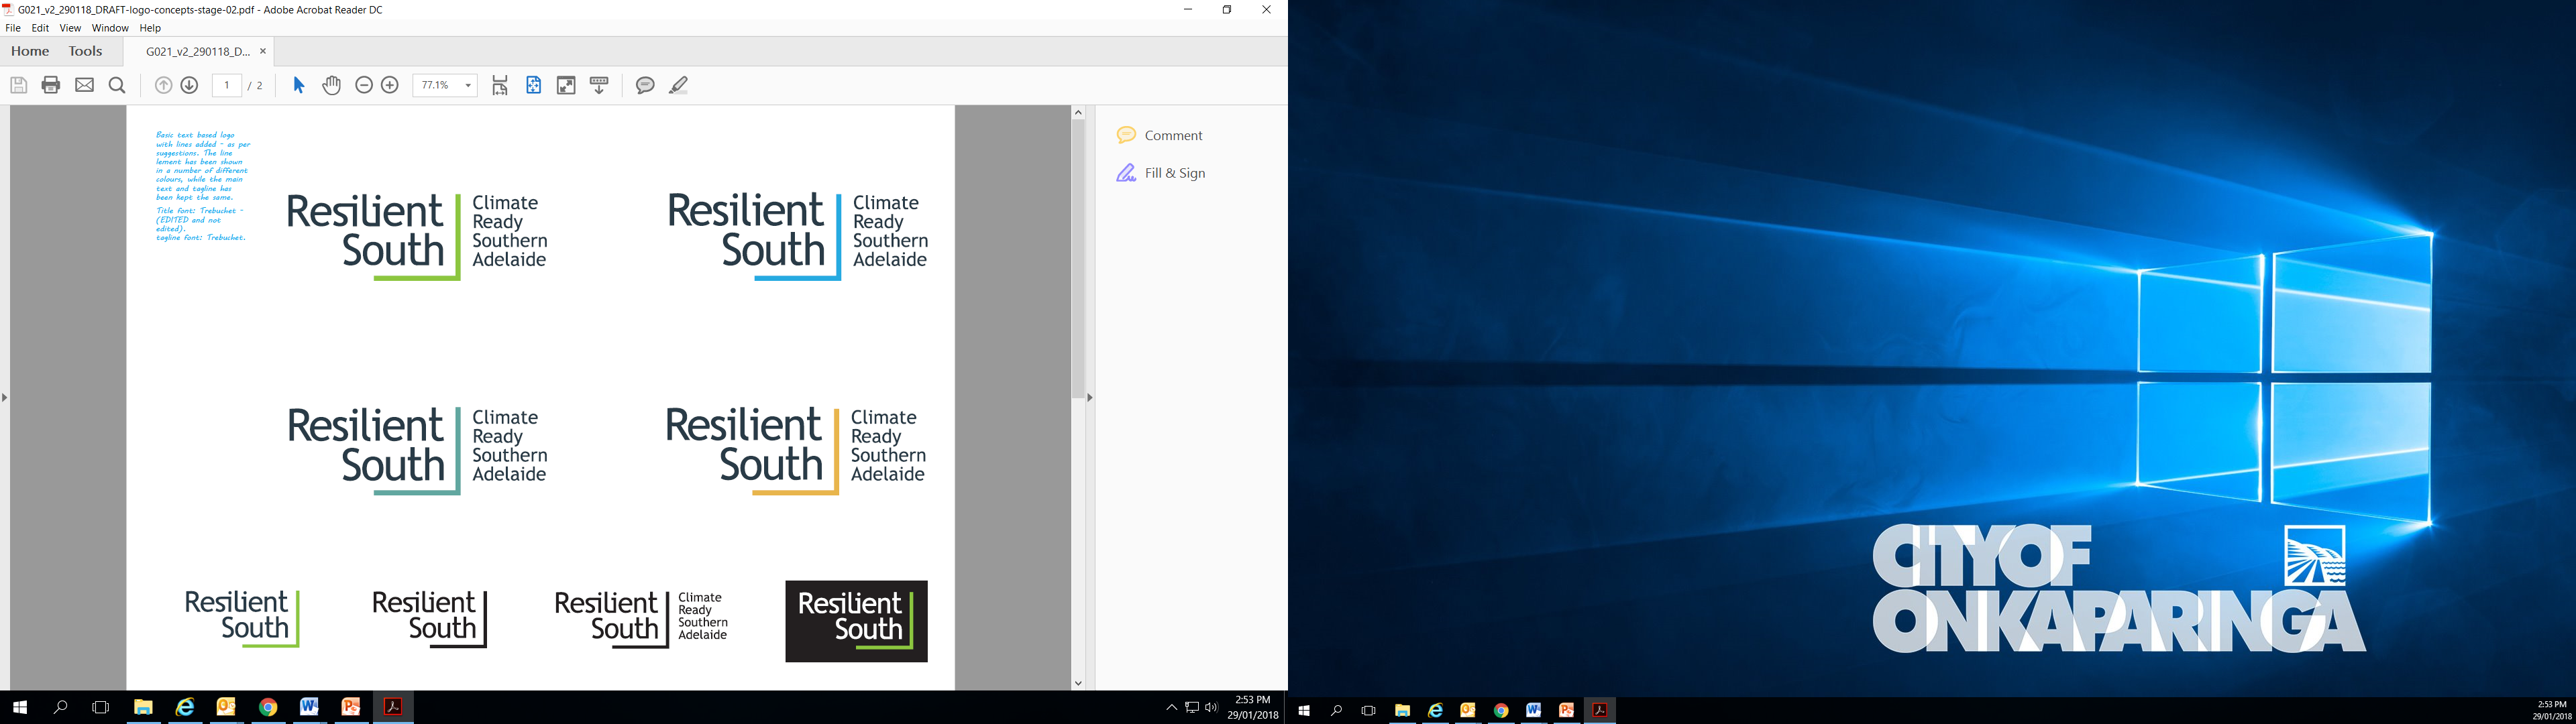 G021_v2_290118_DRAFT-logo-concepts-stage-02.pdf - Adobe Acrobat Reader DC
File Edit View Window Help
Home Tools G021_v2_290118_D...
1 / 2 77.1%
Basic text based logo
with lines added - as per
suggestions. The line
lement has been shown
in a number of different
colours, while the main
text and tagline has
been kept the same.
Title font: Trebuchet -
(EDITED and not
edited).
tagline font: Trebuchet.
Resilient
South
Climate
Ready
Southern
Adelaide
Resilient
South
Climate
Ready
Southern
Adelaide
Resilient
South
Climate
Ready
Southern
Adelaide
Resilient
South
Climate
Ready
Southern
Adelaide
Resilient
South
Resilient
South
Resilient
South
Climate
Ready
Southern
Adelaide
Resilient
South
Comment
Fill & Sign
2:53 PM
29/01/2018
CITY OF
ONKAPARINGA
2:53 PM
29/01/2018